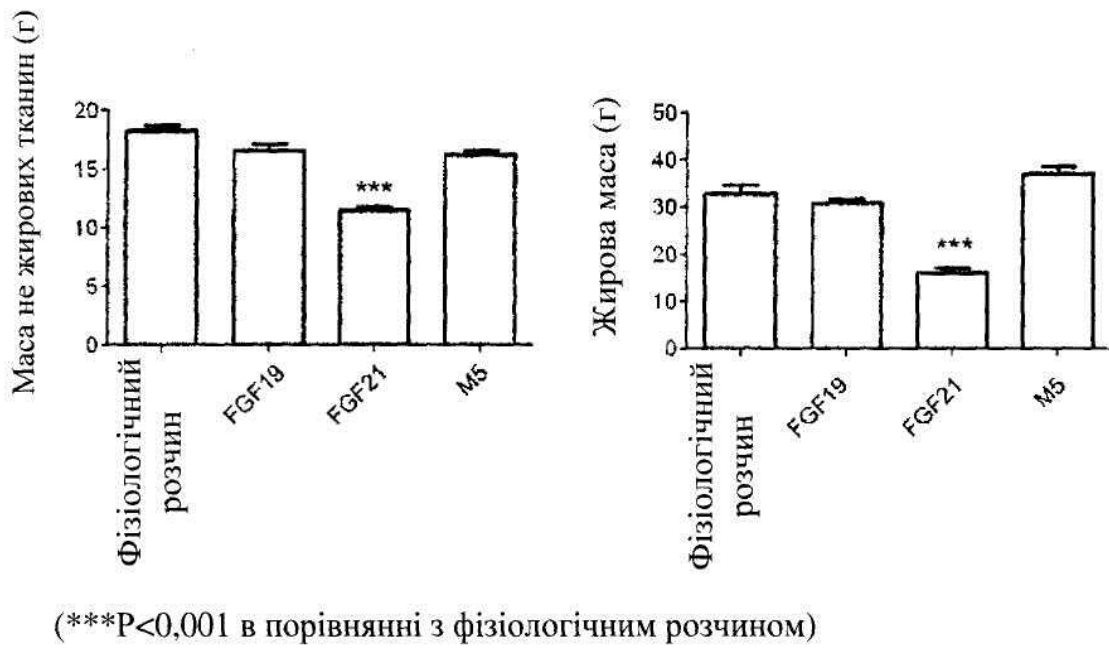 Маса не жирових тканин (г)
20
15
10
5
0
***
Фізіологічний
розчин
FGF19
FGF21
M5
Жирова маса (г)
50
40
30
20
10
0
***
Фізіологічний
розчин
FGF19
FGF21
M5
(***P<0,001 в порівнянні з фізіологічним розчином)